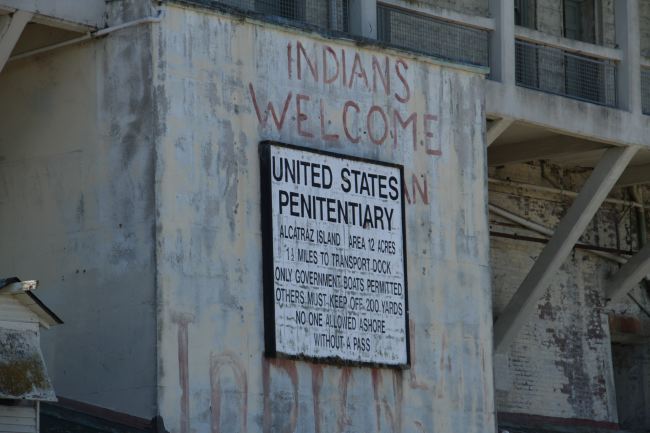 INDIANS
WELCOME
UNITED STATES
PENITENTIARY
ALCATRAZ ISLAND AREA 12 ACRES
1½ MILES TO TRANSPORT DOCK
ONLY GOVERNMENT BOATS PERMITTED
OTHERS MUST KEEP OFF 200 YARDS
NO ONE ALLOWED ASHORE
WITHOUT A PASS